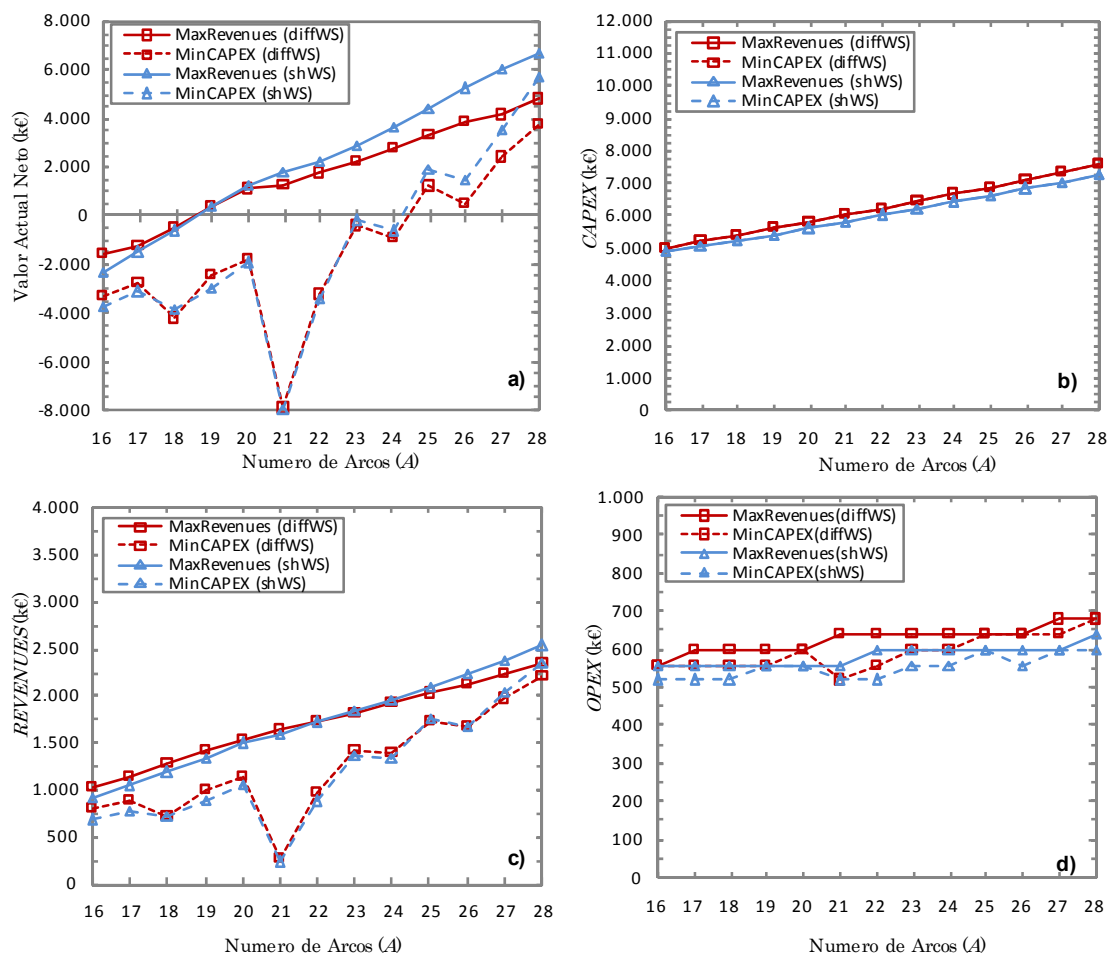 8.000
6.000
4.000
2.000
0
-2.000
-4.000
-6.000
-8.000
Valor Actual Neto (k€)
MaxRevenues (diffWS)
MinCAPEX (diffWS)
MaxRevenues (shWS)
MinCAPEX (shWS)
a)
16 17 18 19 20 21 22 23 24 25 26 27 28
Numero de Arcos (A)
12.000
11.000
10.000
9.000
8.000
7.000
6.000
5.000
4.000
3.000
2.000
1.000
0
CAPEX (k€)
MaxRevenues (diffWS)
MinCAPEX (diffWS)
MaxRevenues (shWS)
MinCAPEX (shWS)
b)
16 17 18 19 20 21 22 23 24 25 26 27 28
Numero de Arcos (A)
4.000
3.500
3.000
2.500
2.000
1.500
1.000
500
0
REVENUES (k€)
MaxRevenues (diffWS)
MinCAPEX (diffWS)
MaxRevenues (shWS)
MinCAPEX (shWS)
c)
16 17 18 19 20 21 22 23 24 25 26 27 28
Numero de Arcos (A)
1.000
900
800
700
600
500
400
300
200
100
0
OPEX (k€)
MaxRevenues(diffWS)
MinCAPEX(diffWS)
MaxRevenues(shWS)
MinCAPEX(shWS)
d)
16 17 18 19 20 21 22 23 24 25 26 27 28
Numero de Arcos (A)